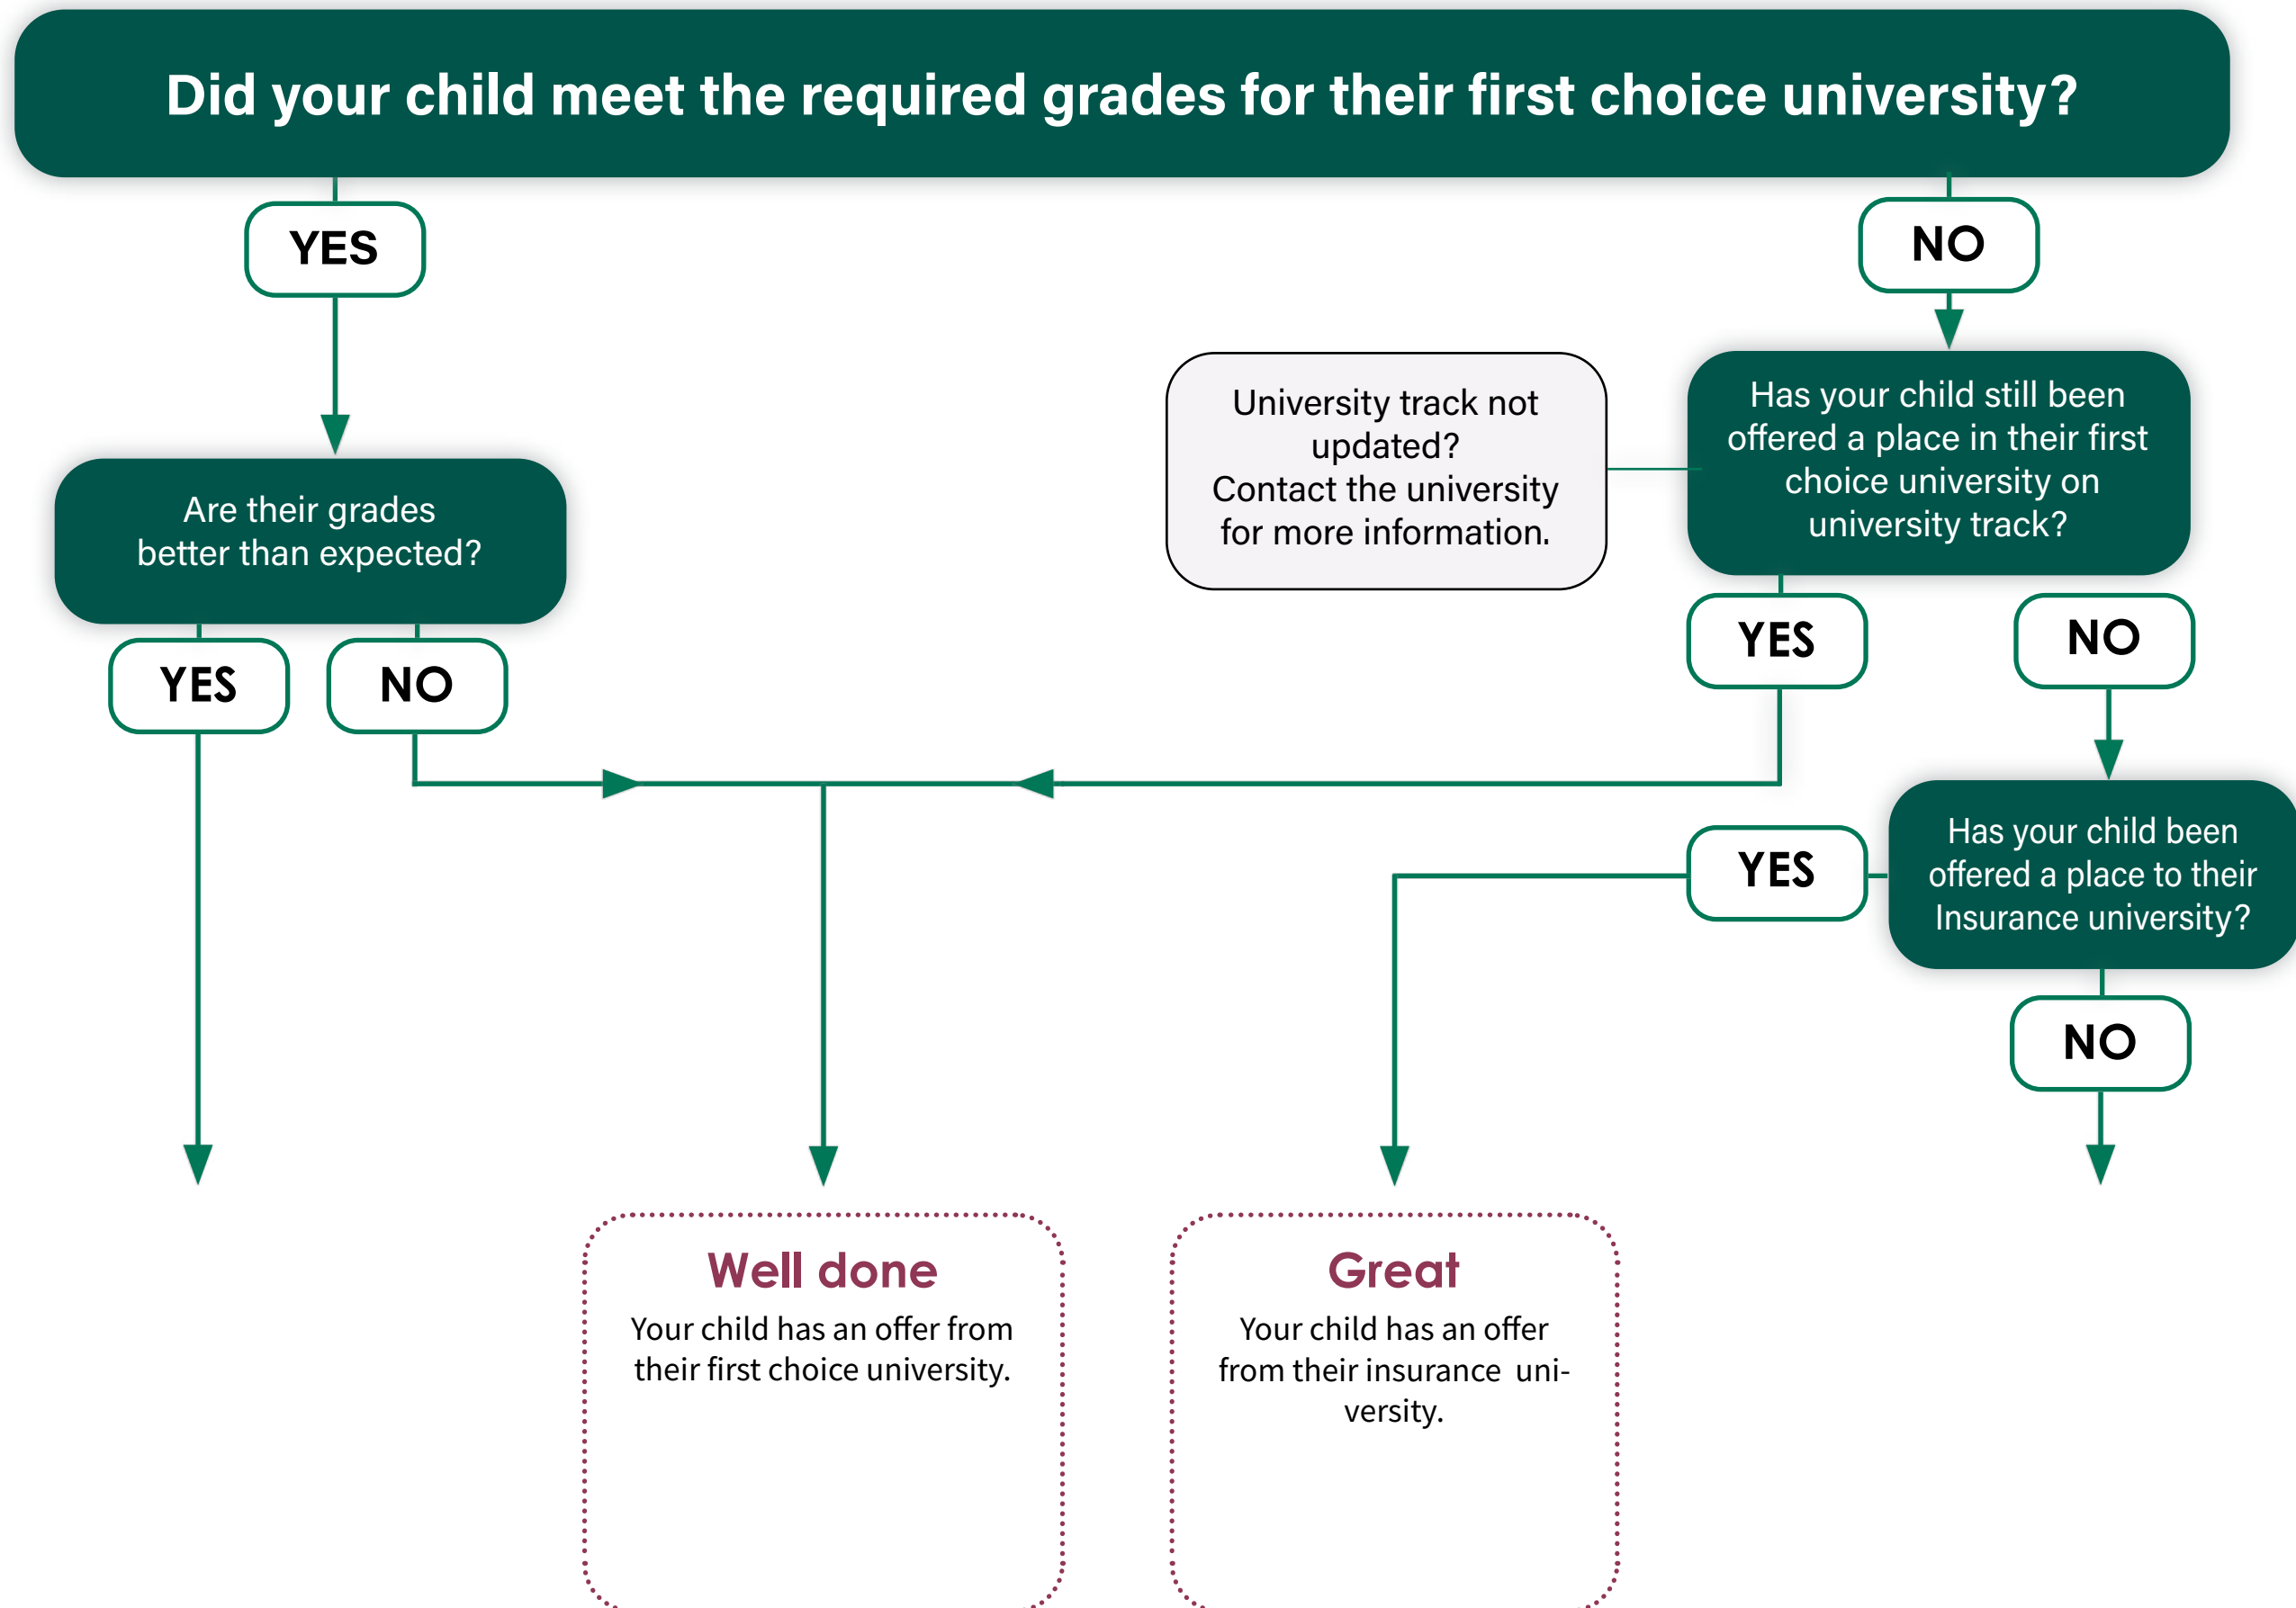 Did your child meet the required grades for their first choice university?
YES
NO
University track not
updated?
Contact the university
for more information.
Has your child still been
offered a place in their first
choice university on
university track?
Are their grades
better than expected?
YES
NO
YES
NO
YES
Has your child been
offered a place to their
Insurance university?
NO
Well done
Your child has an offer from
their first choice university.
Great
Your child has an offer
from their insurance  uni-
versity.